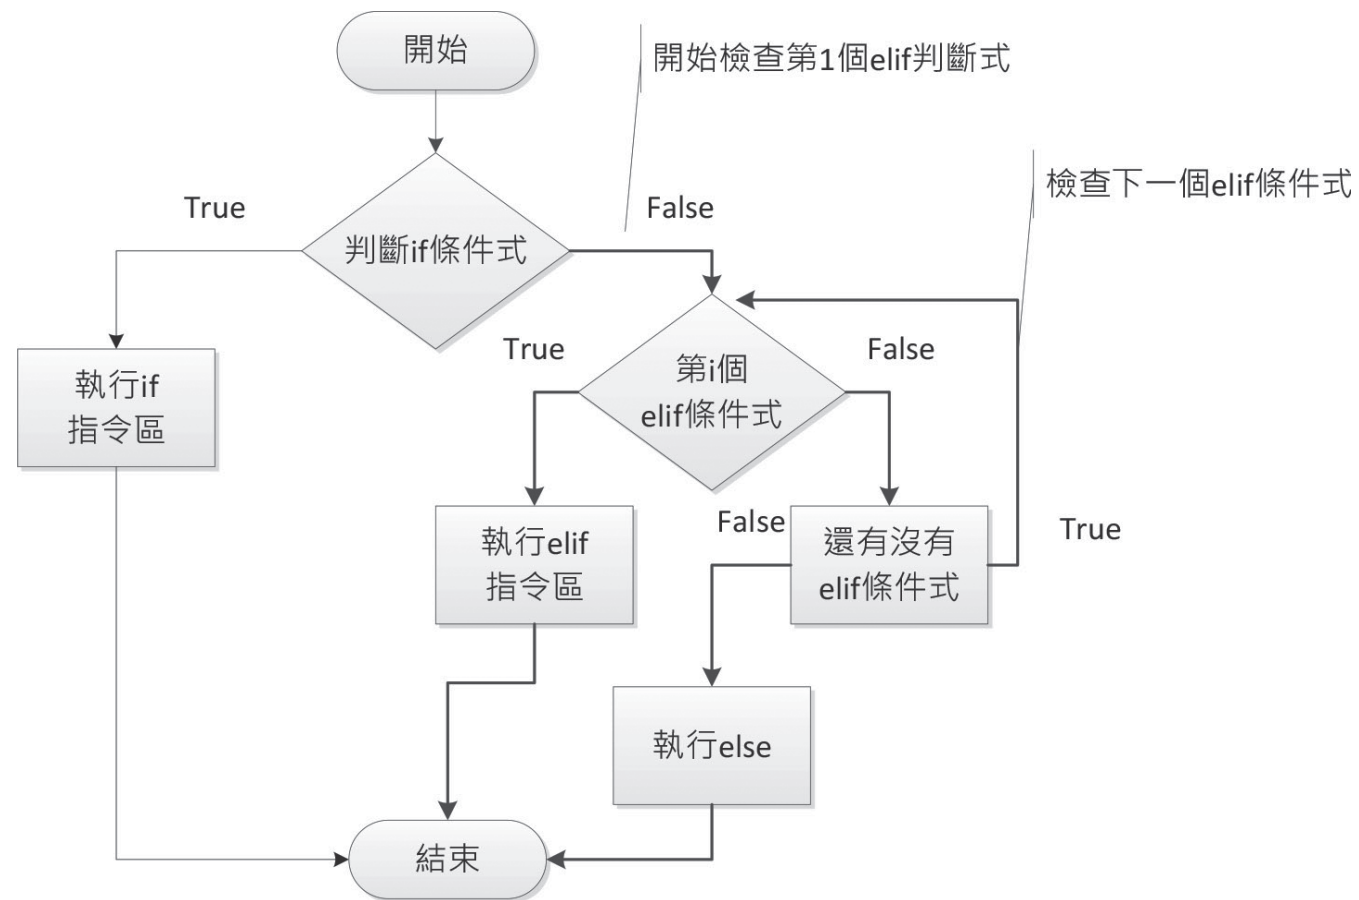 開始
開始檢查第1個elif判斷式
檢查下一個elif條件式
True
False
判斷if條件式
True
False
第i個
elif條件式
執行if
指令區
False
True
執行elif
指令區
還有沒有
elif條件式
執行else
結束